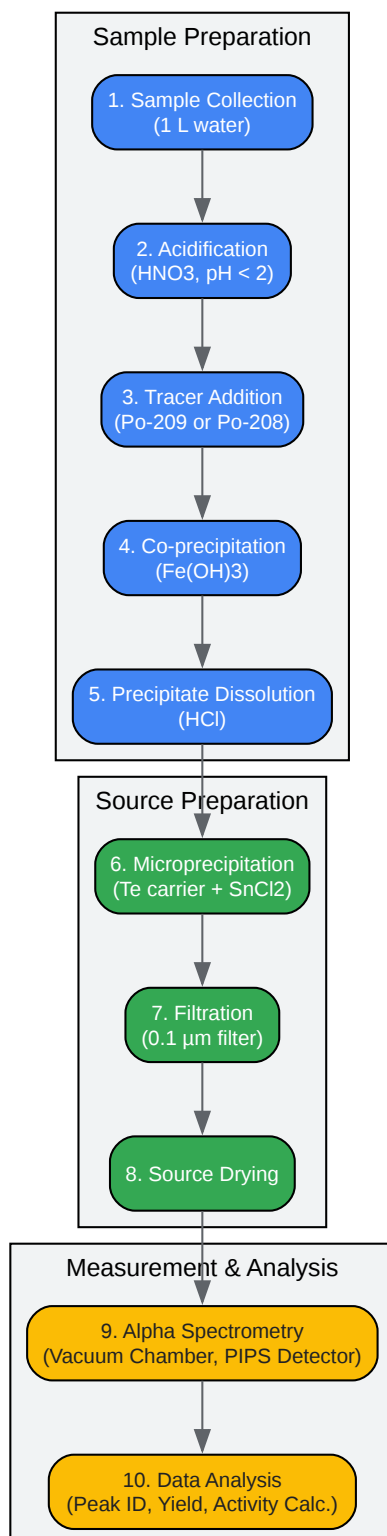 Sample Preparation
1. Sample Collection
(1 L water)
2. Acidification
(HNO3, pH < 2)
3. Tracer Addition
(Po-209 or Po-208)
4. Co-precipitation
(Fe(OH)3)
5. Precipitate Dissolution
(HCl)
Source Preparation
6. Microprecipitation
(Te carrier + SnCl2)
7. Filtration
(0.1 µm filter)
8. Source Drying
Measurement & Analysis
9. Alpha Spectrometry
(Vacuum Chamber, PIPS Detector)
10. Data Analysis
(Peak ID, Yield, Activity Calc.)